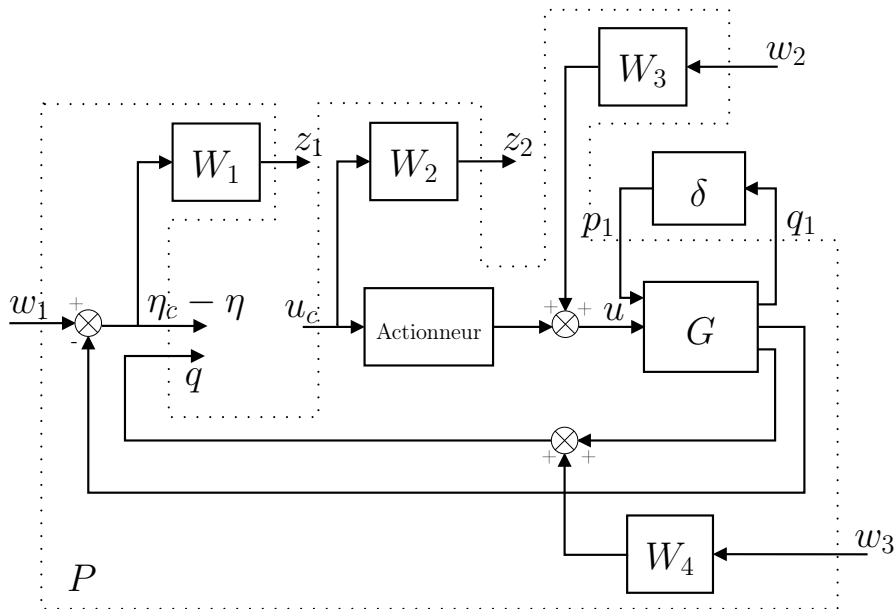 W_3
w_2
W_1
z_1
W_2
z_2
δ
p_1
q_1
w_1
+
-
η_c − η
u_c
Actionneur
+
+
u
G
q
+
+
W_4
w_3
P